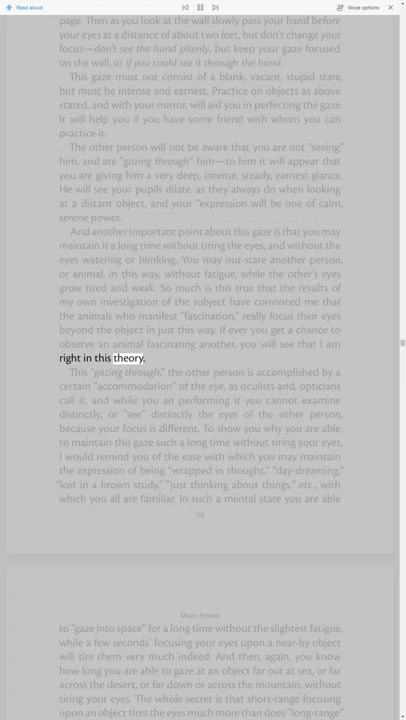 Read aloud
Voice options
page. Then as you look at the wall slowly pass your hand before
your eyes at a distance of about two feet, but don't change your
focus—don't see the hand plainly, but keep your gaze focused
on the wall, as if you could see it through the hand.
This gaze must not consist of a blank, vacant, stupid stare,
but must be intense and earnest. Practice on objects as above
stated, and with your mirror, will aid you in perfecting the gaze.
It will help you if you have some friend with whom you can
practice it.
The other person will not be aware that you are not “seeing”
him, and are “gazing through” him—to him it will appear that
you are giving him a very deep, intense, steady, earnest glance.
He will see your pupils dilate, as they always do when looking
at a distant object, and your “expression will be one of calm,
serene power.
And another important point about this gaze is that you may
maintain it a long time without tiring the eyes, and without the
eyes watering or blinking. You may out-stare another person,
or animal, in this way, without fatigue, while the other's eyes
grow tired and weak. So much is this true that the results of
my own investigation of the subject have convinced me that
the animals who manifest “fascination,” really focus their eyes
beyond the object in just this way. If ever you get a chance to
observe an animal fascinating another, you will see that I am
right in this theory.
This “gazing through,” the other person is accomplished by a
certain “accommodation” of the eye, as oculists and, opticians
call it, and while you an performing it you cannot examine
distinctly, or “see” distinctly the eyes of the other person,
because your focus is different. To show you why you are able
to maintain this gaze such a long time without tiring your eyes,
I would remind you of the ease with which you may maintain
the expression of being “wrapped in thought,” “day-dreaming,”
“lost in a brown study,” “just thinking about things,” etc., with
which you all are familiar. In such a mental state you are able
155
Mind-Power
to “gaze into space” for a long time without the slightest fatigue,
while a few seconds' focusing your eyes upon a near-by object
will tire them very much indeed. And then, again, you know
how long you are able to gaze at an object far out at sea, or far
across the desert, or far down or across the mountain, without
tiring your eyes. The whole secret is that short-range focusing
upon an object tires the eyes much more than does “long-range”